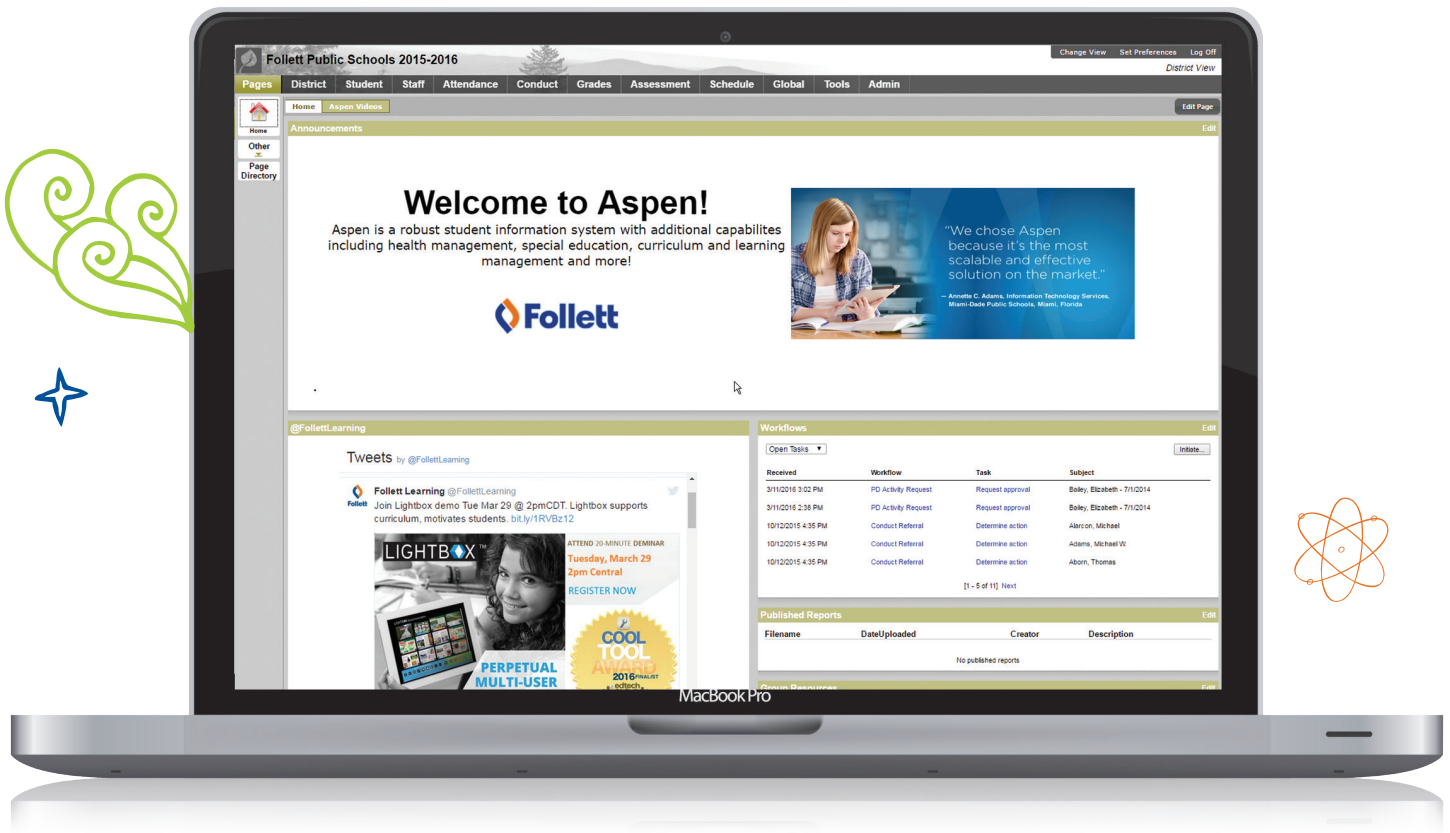 Follett Public Schools 2015-2016
Change View Set Preferences Log Off
District View
Pages District Student Staff Attendance Conduct Grades Assessment Schedule Global Tools Admin
Home Aspen Videos Edit Page
Home
Other
Page
Directory
Announcements Edit
Welcome to Aspen!
Aspen is a robust student information system with additional capabilites
including health management, special education, curriculum and learning
management and more!
Follett
"We chose Aspen
because it's the most
scalable and effective
solution on the market."
— Annette C. Adams, Information Technology Services,
Miami-Dade Public Schools, Miami, Florida
.
@FollettLearning
Tweets by @FollettLearning
Follett
Follett Learning @FollettLearning
Join Lightbox demo Tue Mar 29 @ 2pmCDT. Lightbox supports
curriculum, motivates students. bit.ly/1RVBz12
LIGHTBOX™
ATTEND 20-MINUTE DEMINAR
Tuesday, March 29
2pm Central
REGISTER NOW
COOL
TOOL
AWARD
2016 FINALIST
edtech
PERPETUAL
MULTI-USER
Workflows Edit
Open Tasks Initiate...
Received Workflow Task Subject
3/11/2016 3:02 PM PD Activity Request Request approval Bailey, Elizabeth - 7/1/2014
3/11/2016 2:38 PM PD Activity Request Request approval Bailey, Elizabeth - 7/1/2014
10/12/2015 4:35 PM Conduct Referral Determine action Alarcon, Michael
10/12/2015 4:35 PM Conduct Referral Determine action Adams, Michael W.
10/12/2015 4:35 PM Conduct Referral Determine action Aborn, Thomas
[1 - 5 of 11] Next
Published Reports Edit
Filename DateUploaded Creator Description
No published reports
Group Resources Edit
MacBook Pro